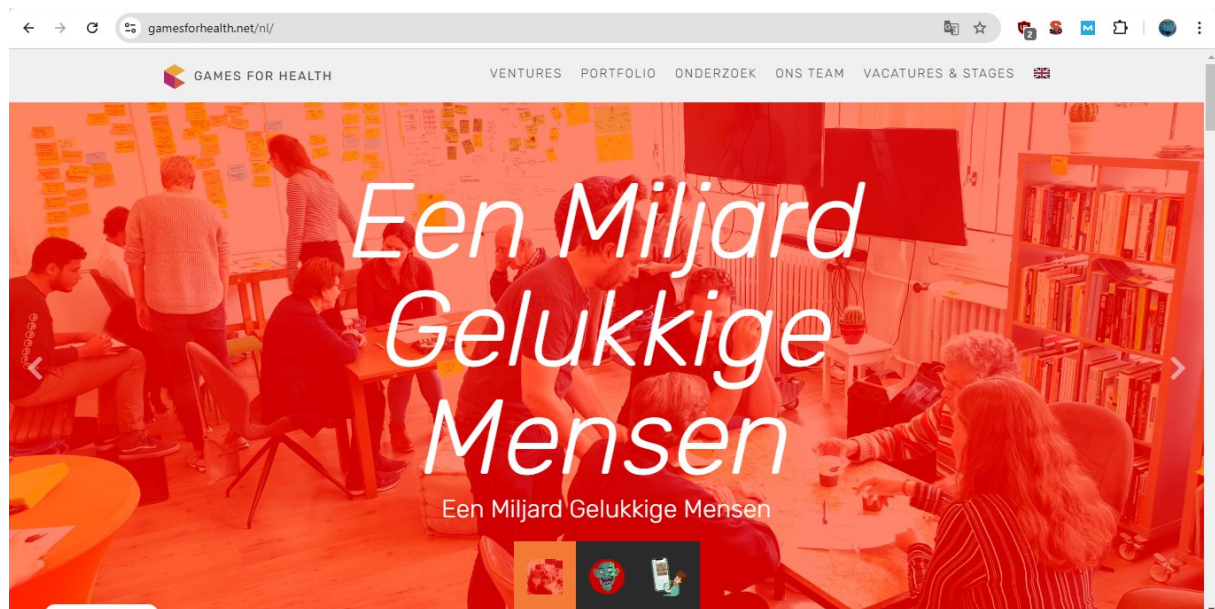 gamesforhealth.net/nl/
2
GAMES FOR HEALTH
VENTURES PORTFOLIO ONDERZOEK ONS TEAM VACATURES & STAGES
Een Miljard
Gelukkige
Mensen
Een Miljard Gelukkige Mensen